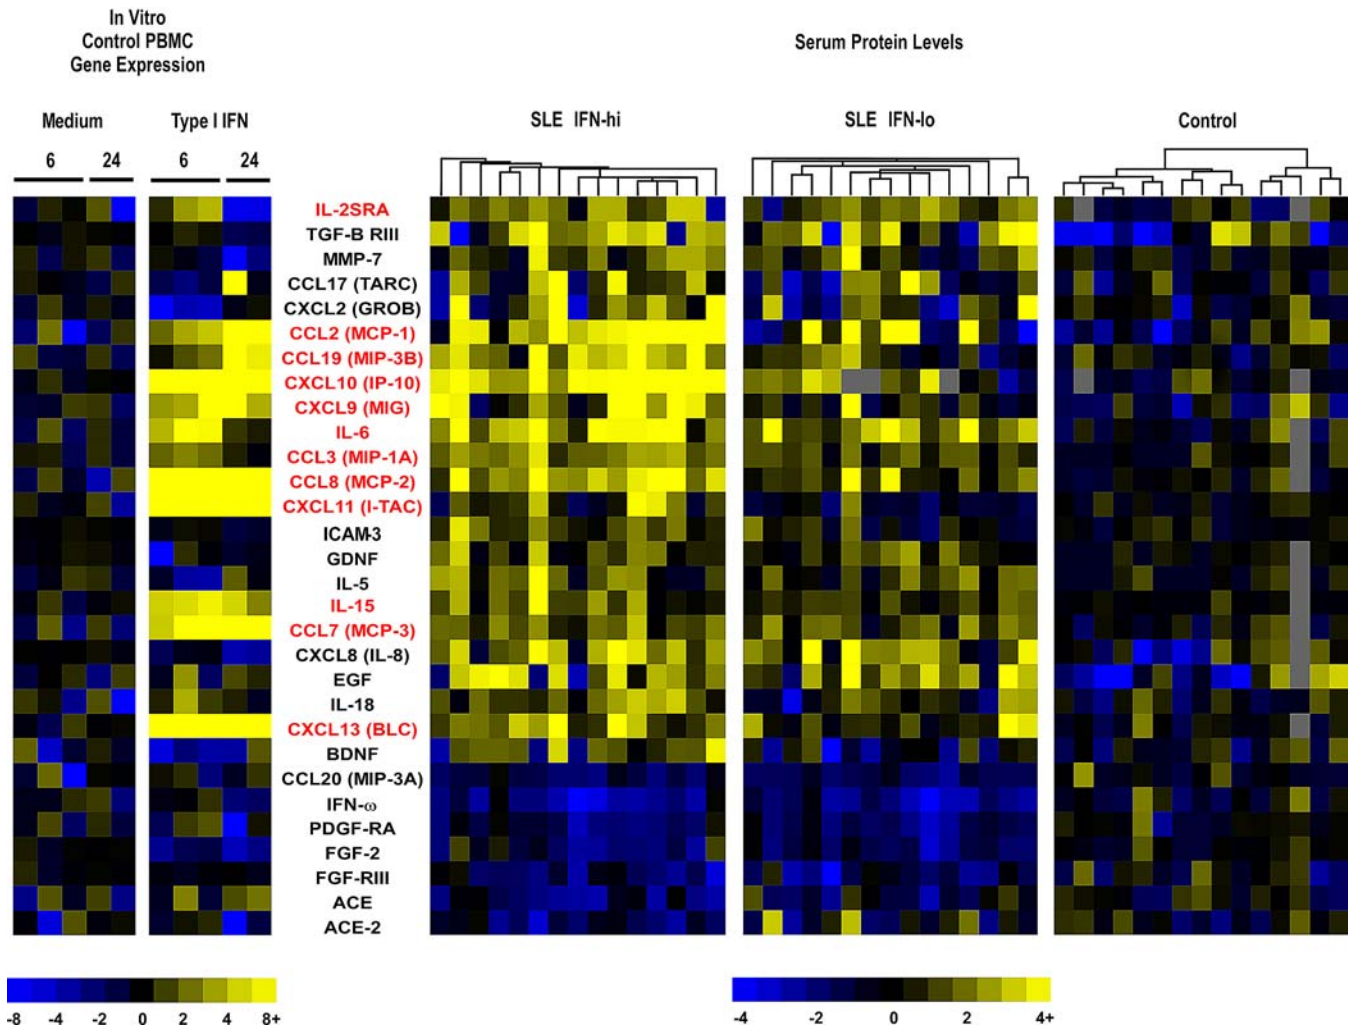 In Vitro
Control PBMC
Gene Expression
Serum Protein Levels
Medium
Type I IFN
SLE IFN-hi
SLE IFN-lo
Control
6
24
6
24
IL-2SRA
TGF-B RIII
MMP-7
CCL17 (TARC)
CXCL2 (GROB)
CCL2 (MCP-1)
CCL19 (MIP-3B)
CXCL10 (IP-10)
CXCL9 (MIG)
IL-6
CCL3 (MIP-1A)
CCL8 (MCP-2)
CXCL11 (I-TAC)
ICAM-3
GDNF
IL-5
IL-15
CCL7 (MCP-3)
CXCL8 (IL-8)
EGF
IL-18
CXCL13 (BLC)
BDNF
CCL20 (MIP-3A)
IFN-ω
PDGF-RA
FGF-2
FGF-RIII
ACE
ACE-2
-8 -4 -2 0 2 4 8+
-4 -2 0 2 4+